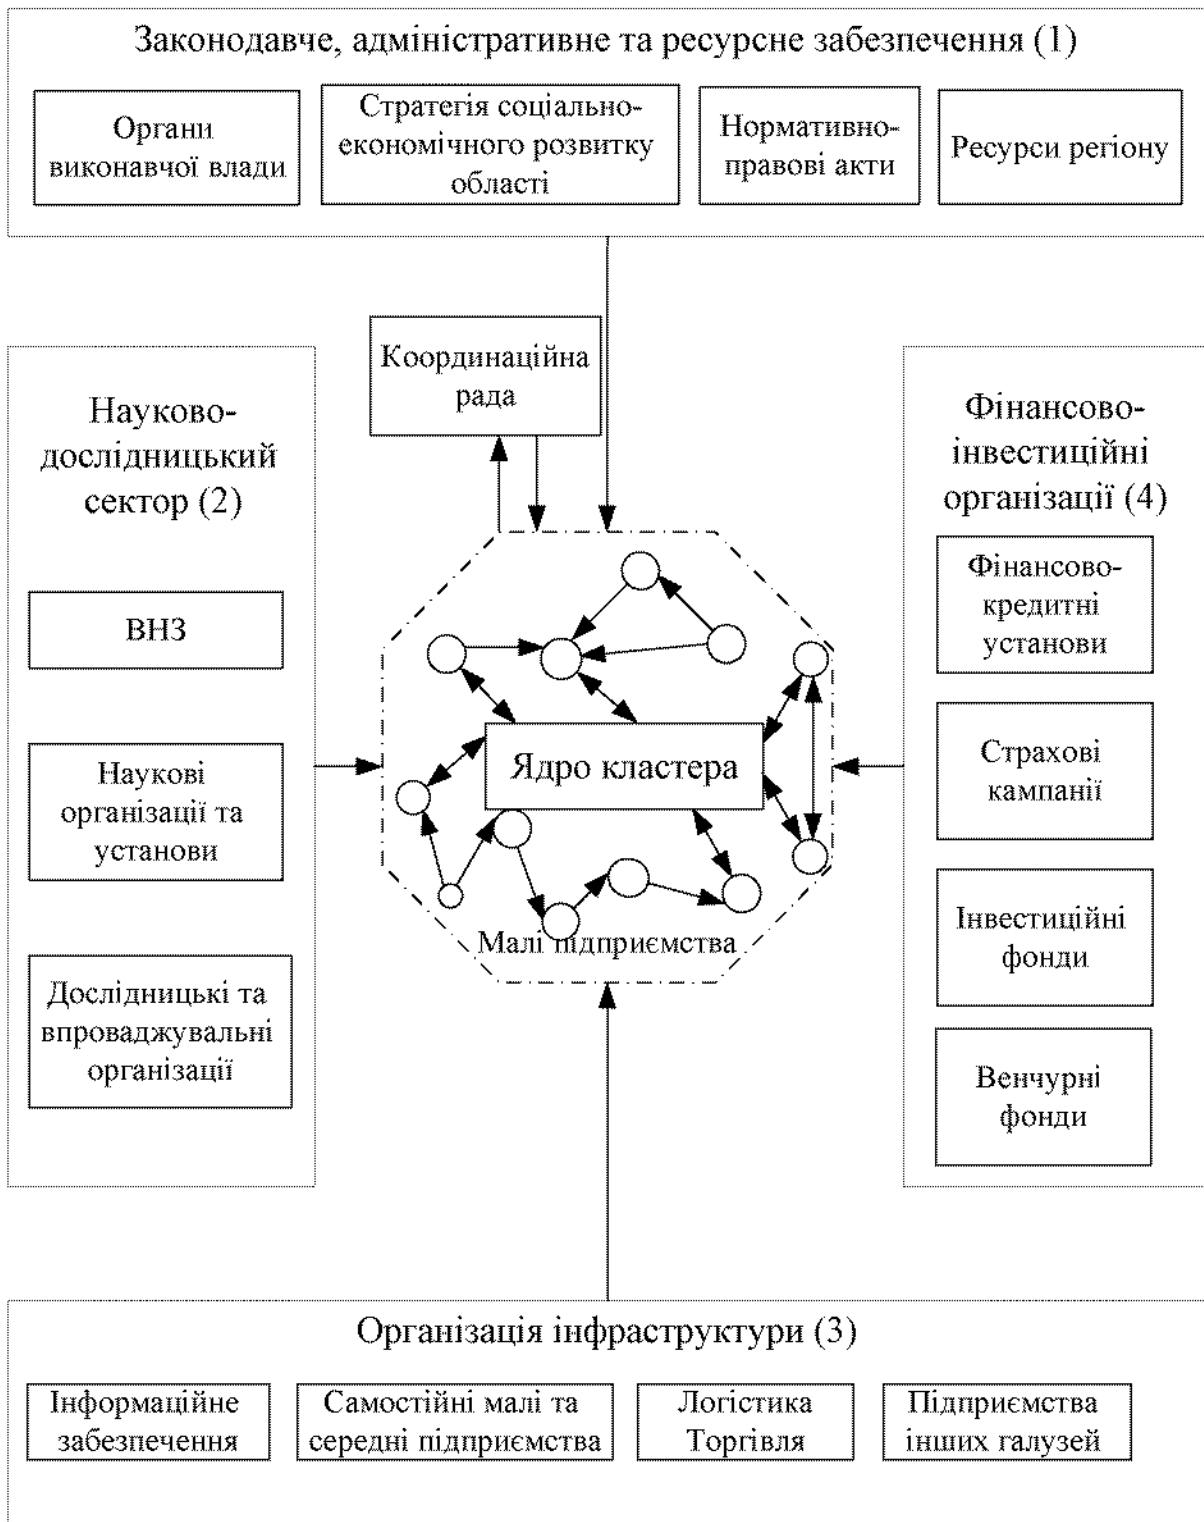 Законодавче, адміністративне та ресурсне забезпечення (1)
Органи
виконавчої влади
Стратегія соціально-
економічного розвитку
області
Нормативно-
правові акти
Ресурси регіону
Координаційна
рада
Науково-
дослідницький
сектор (2)
ВНЗ
Наукові
організації та
установи
Дослідницькі та
впроваджувальні
організації
Ядро кластера
Малі підприємства
Фінансово-
інвестиційні
організації (4)
Фінансово-
кредитні
установи
Страхові
кампанії
Інвестиційні
фонди
Венчурні
фонди
Організація інфраструктури (3)
Інформаційне
забезпечення
Самостійні малі та
середні підприємства
Логістика
Торгівля
Підприємства
інших галузей